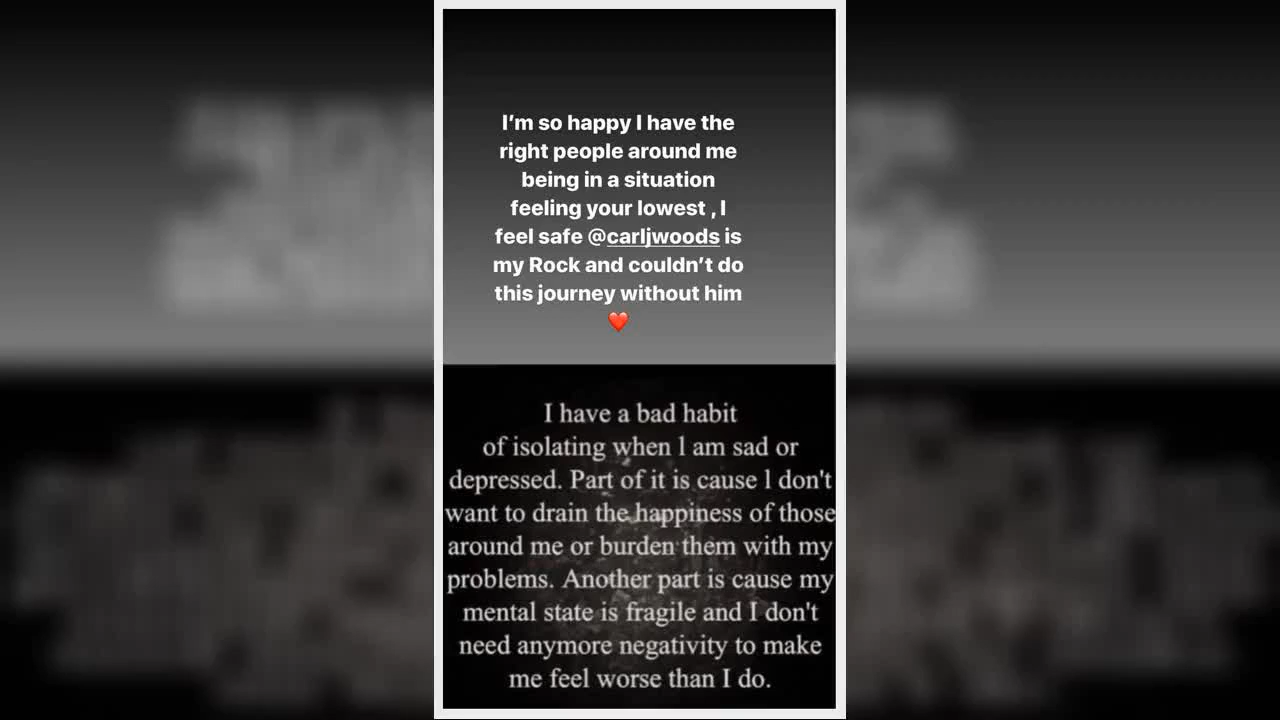 I'm so happy I have the
right people around me
being in a situation
feeling your lowest , I
feel safe @carljwoods is
my Rock and couldn't do
this journey without him
❤️
I have a bad habit
of isolating when l am sad or
depressed. Part of it is cause l don't
want to drain the happiness of those
around me or burden them with my
problems. Another part is cause my
mental state is fragile and I don't
need anymore negativity to make
me feel worse than I do.